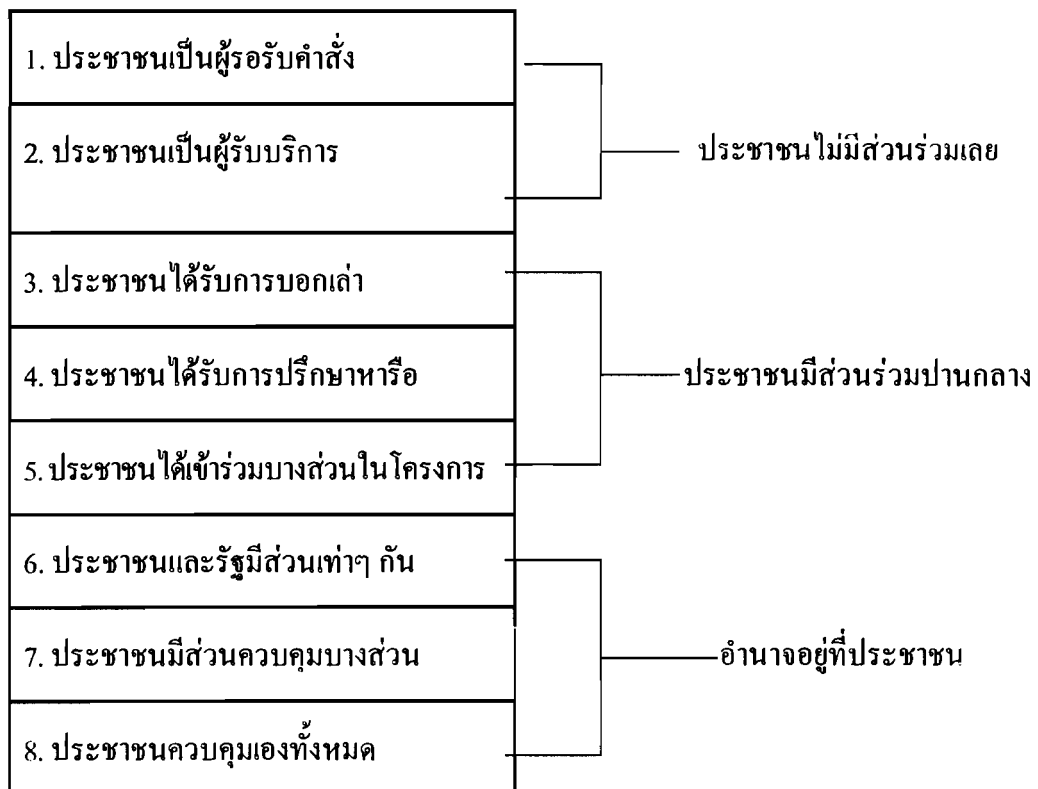 1. ประชาชนเป็นผู้รอรับคำสั่ง
2. ประชาชนเป็นผู้รับบริการ
ประชาชนไม่มีส่วนร่วมเลย
3. ประชาชนได้รับการบอกเล่า
4. ประชาชนได้รับการปรึกษาหารือ
ประชาชนมีส่วนร่วมปานกลาง
5. ประชาชนได้เข้าร่วมบางส่วนในโครงการ
6. ประชาชนและรัฐมีส่วนเท่าๆ กัน
7. ประชาชนมีส่วนควบคุมบางส่วน
อำนาจอยู่ที่ประชาชน
8. ประชาชนควบคุมเองทั้งหมด